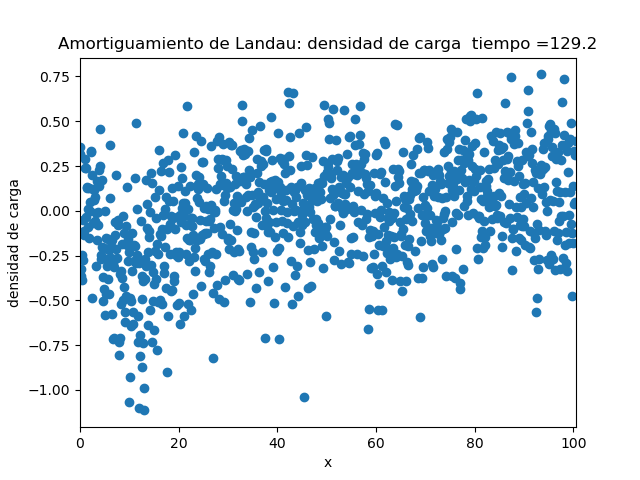 Amortiguamiento de Landau: densidad de carga  tiempo =129.2
densidad de carga
0.75
0.50
0.25
0.00
−0.25
−0.50
−0.75
−1.00
0 20 40 60 80 100
x